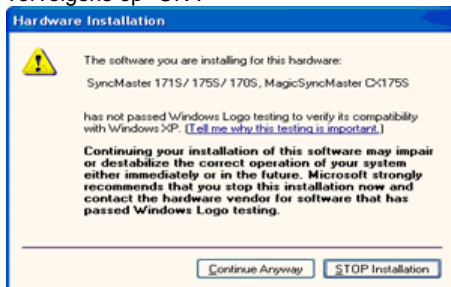 Hardware Installation
The software you are installing for this hardware:
SyncMaster 171S/ 175S/ 170S, MagicSyncMaster CX175S
has not passed Windows Logo testing to verify its compatibility
with Windows XP. (Tell me why this testing is important.)
Continuing your installation of this software may impair
or destabilize the correct operation of your system
either immediately or in the future. Microsoft strongly
recommends that you stop this installation now and
contact the hardware vendor for software that has
passed Windows Logo testing.
Continue Anyway STOP Installation